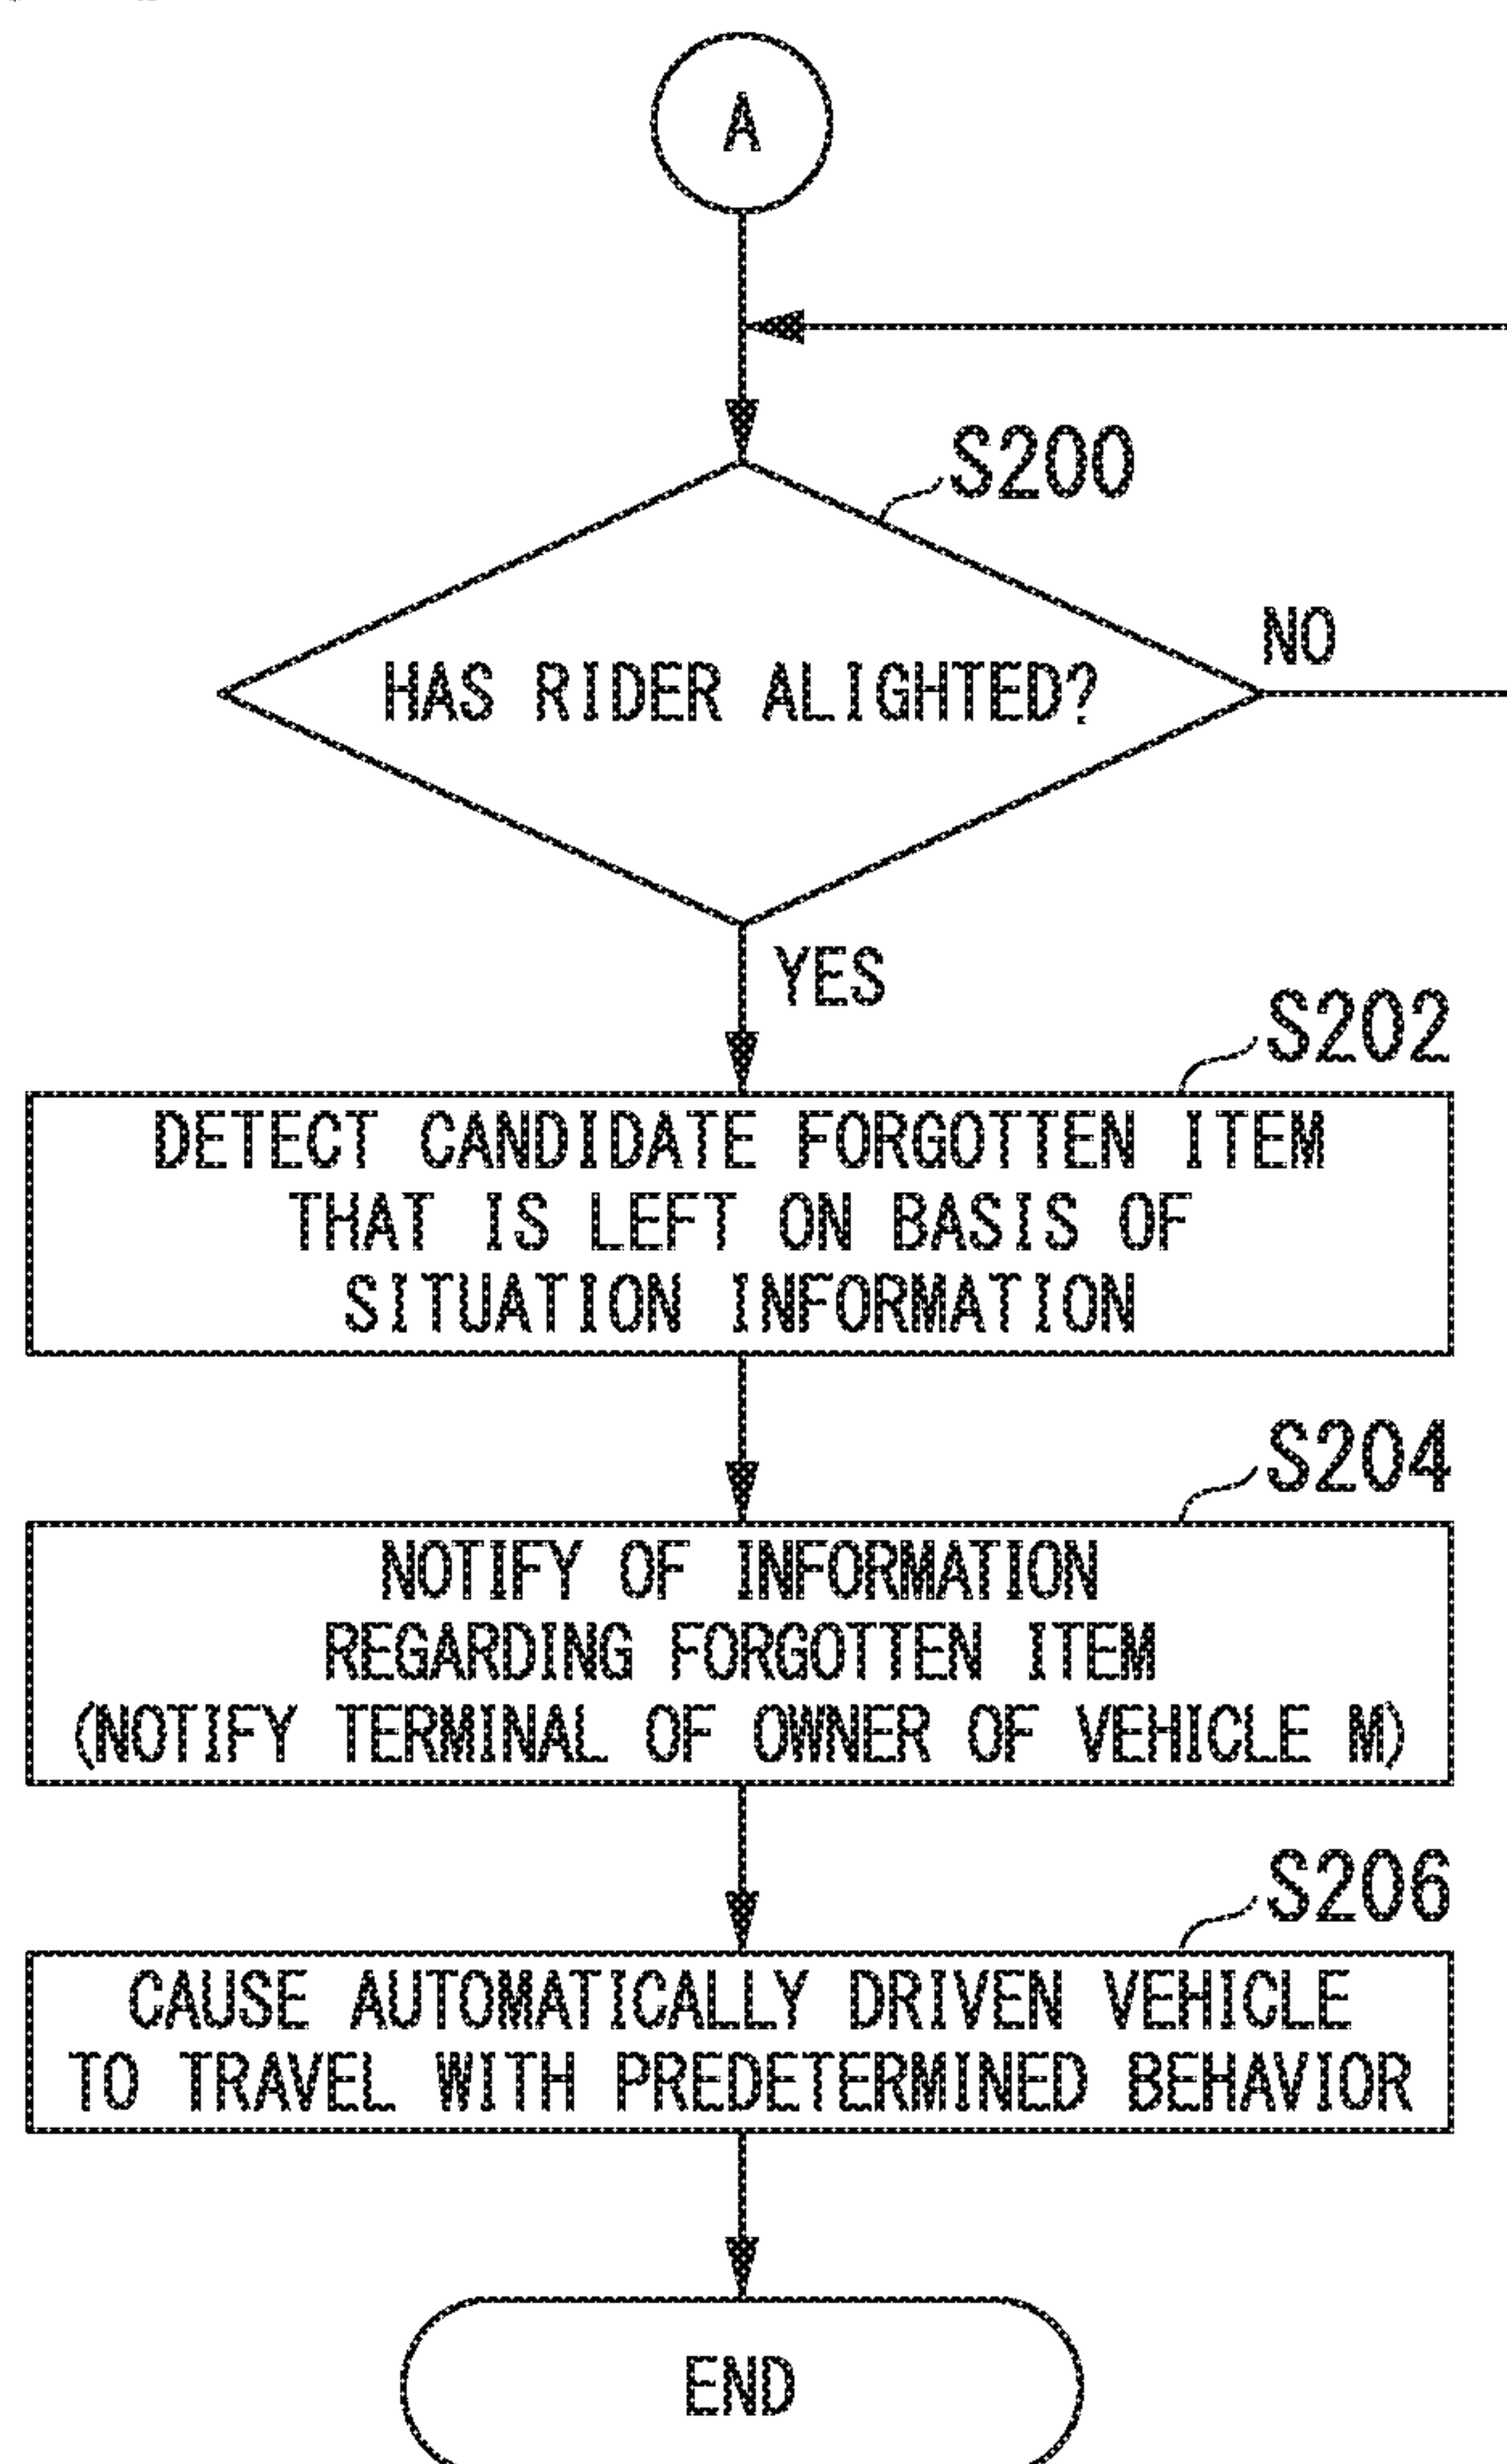 A
S200
HAS RIDER ALIGHTED?
NO
YES
S202
DETECT CANDIDATE FORGOTTEN ITEM
THAT IS LEFT ON BASIS OF
SITUATION INFORMATION
S204
NOTIFY OF INFORMATION
REGARDING FORGOTTEN ITEM
(NOTIFY TERMINAL OF OWNER OF VEHICLE M)
S206
CAUSE AUTOMATICALLY DRIVEN VEHICLE
TO TRAVEL WITH PREDETERMINED BEHAVIOR
END